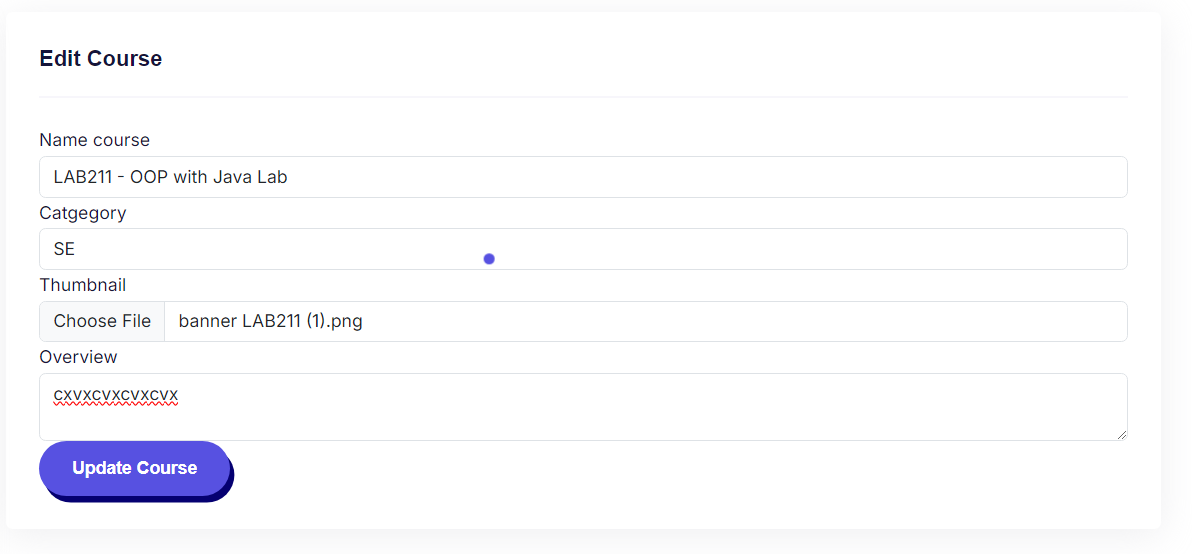 Edit Course
Name course
LAB211 - OOP with Java Lab
Catgegory
SE
Thumbnail
Choose File banner LAB211 (1).png
Overview
cxvxcvxcvxcvx
Update Course